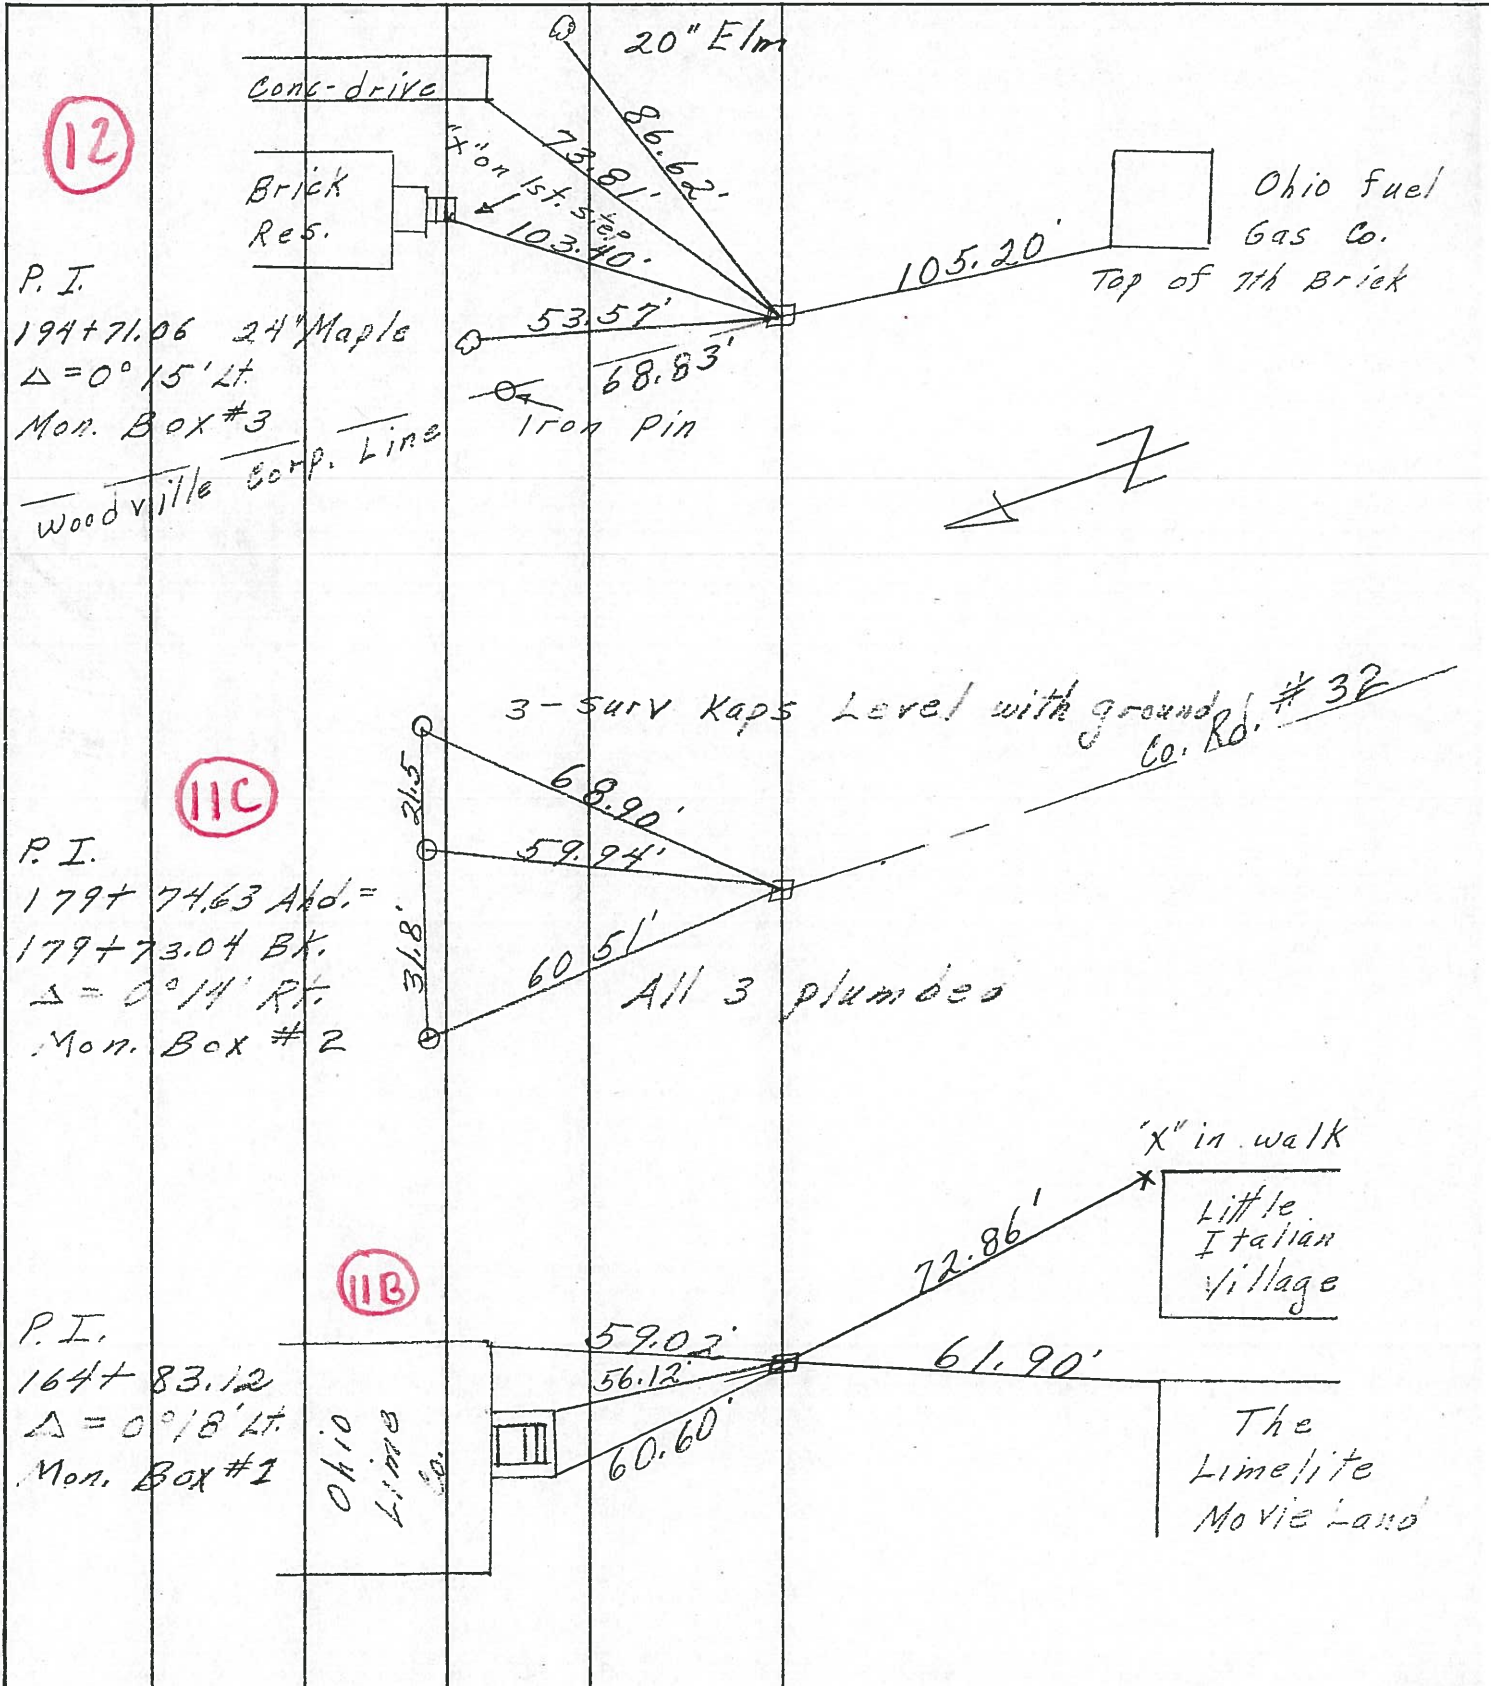 20" Elm
Conc-drive
12
86.62'
73.81'
"X" on 1st. step
Brick
Res.
103.40'
Ohio Fuel
Gas Co.
105.20'
Top of 7th Brick
P. I.
194+71.06
24" Maple
53.57'
Δ = 0° 15' Lt.
68.83'
Mon. Box #3
Iron Pin
Woodville Corp. Line
3 - Surv Kaps Level with ground
Co. Rd. #32
11C
21.5
68.90'
P. I.
59.94'
179+74.63 Ahd. =
179+73.04 BK.
31.8'
60.51'
Δ = 0° 14' Rt.
All 3 plumbed
Mon. Box #2
"X" in walk
Little
Italian
Village
72.86'
11B
P. I.
59.02'
61.90'
164+83.12
56.12'
Δ = 0° 18' Lt.
60.60'
Mon. Box #1
Ohio
Lime
Co.
The
Limelite
Movie Land